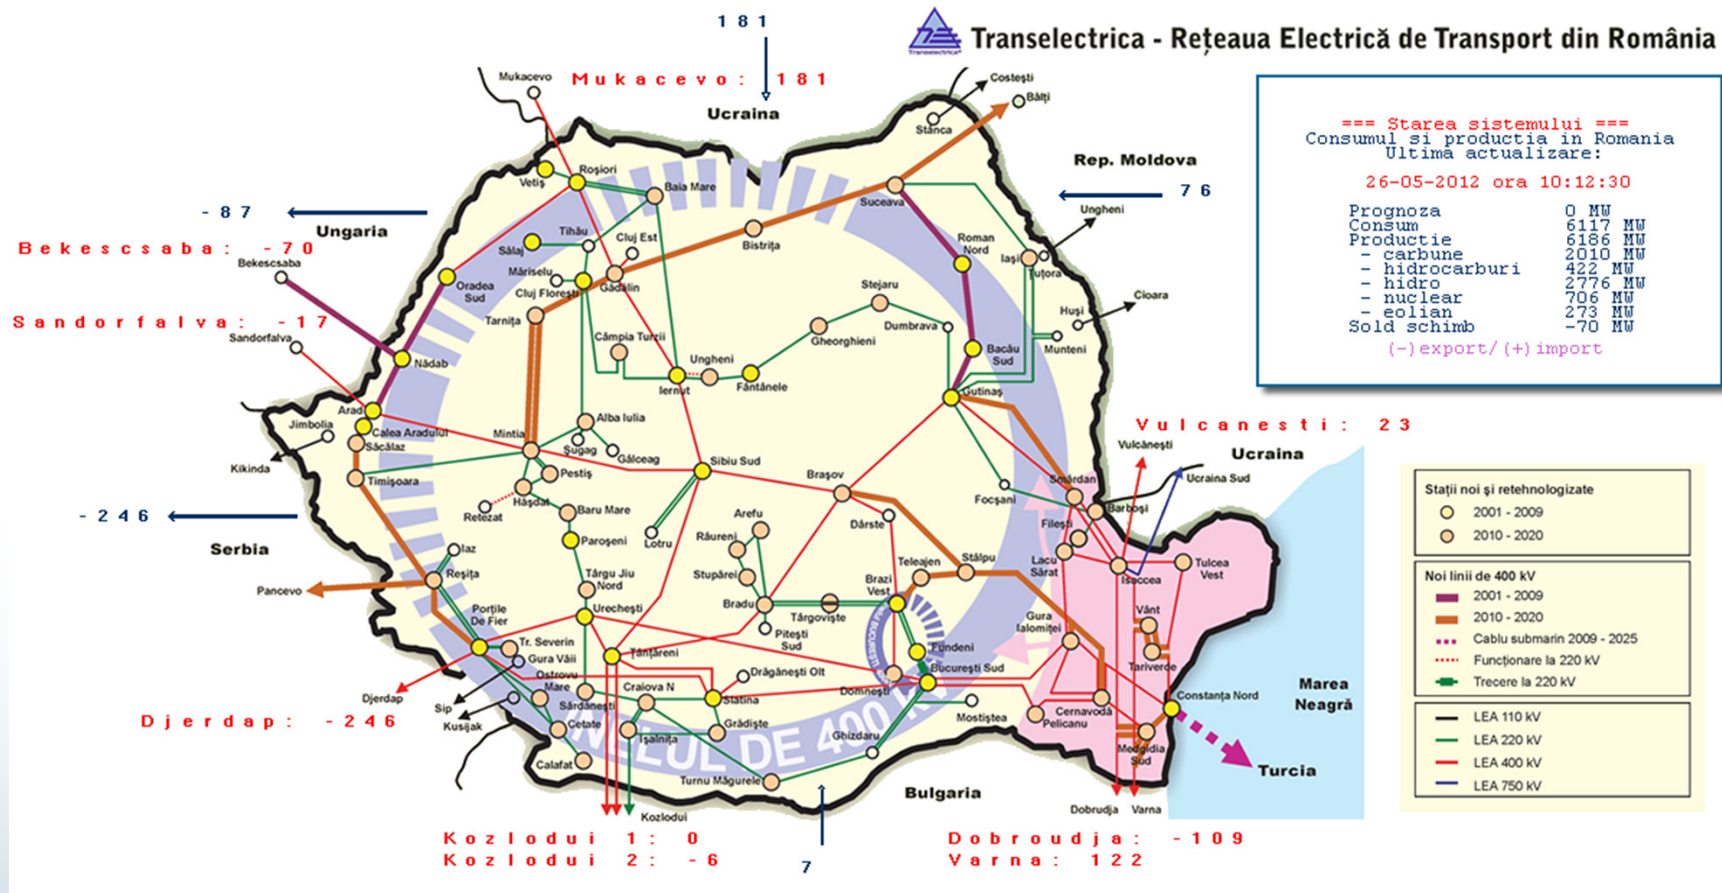 181
Transelectrica - Rețeaua Electrică de Transport din România
Transelectrica
Mukacevo: 181
Mukacevo
Ucraina
Costești
Bălți
Stânca
Rep. Moldova
76
=== Starea sistemului ===
Consumul si productia in Romania
Ultima actualizare:
26-05-2012 ora 10:12:30
Prognoza 0 MW
Consum 6117 MW
Productie 6186 MW
- carbune 2010 MW
- hidrocarburi 422 MW
- hidro 2776 MW
- nuclear 706 MW
- eolian 273 MW
Sold schimb -70 MW
(-)export/(+)import
-87
Ungaria
Bekescsaba: -70
Bekescsaba
Sandorfalva: -17
Sandorfalva
Vetiș
Roșiori
Baia Mare
Suceava
Ungheni
Tihău
Cluj Est
Sălaj
Bistrița
Roman
Nord
Iași
Țuțora
Mărișelu
Cluj Florești
Gădălin
Oradea
Sud
Stejaru
Huși
Cioara
Tarnița
Dumbrava
Câmpia Turzii
Gheorghieni
Munteni
Ungheni
Bacău
Sud
Nădab
Iernut
Fântânele
Gutinaș
Arad
Jimbolia
Calea Aradului
Săcălaz
Kikinda
Timișoara
Mintia
Alba Iulia
Șugag
Gâlceag
Sibiu Sud
Pestiș
Hășdat
Retezat
Baru Mare
Lotru
Paroșeni
Brașov
Dârste
Focșani
Smârdan
Barboși
Filești
Lacu
Sărat
Isaccea
Tulcea
Vest
Vulcanesti: 23
Vulcănești
Ucraina
Ucraina Sud
-246
Serbia
Iaz
Reșița
Pancevo
Arefu
Răureni
Stupărei
Bradu
Pitești
Sud
Târgoviște
Teleajen
Stâlpu
Brazi
Vest
Târgu Jiu
Nord
Urechești
Porțile
De Fier
Tr. Severin
Gura Văii
Ostrovu
Mare
Țânțăreni
Gura
Ialomiței
Vânt
Tariverde
Fundeni
București Sud
Domnești
Drăgănești Olt
Slatina
Craiova N
Sărdănești
Grădiște
Ișalnița
Djerdap
Djerdap: -246
Sip
Kusijak
Cetate
Calafat
Turnu Măgurele
Ghizdaru
Mostiștea
Pelicanu
Cernavodă
Medgidia
Sud
Constanța Nord
Marea
Neagră
Turcia
INELUL DE 400 kV
Bulgaria
Kozlodui
Dobrudja
Varna
Kozlodui 1: 0
Kozlodui 2: -6
7
Dobroudja: -109
Varna: 122
Stații noi și retehnologizate
2001 - 2009
2010 - 2020
Noi linii de 400 kV
2001 - 2009
2010 - 2020
Cablu submarin 2009 - 2025
Funcționare la 220 kV
Trecere la 220 kV
LEA 110 kV
LEA 220 kV
LEA 400 kV
LEA 750 kV